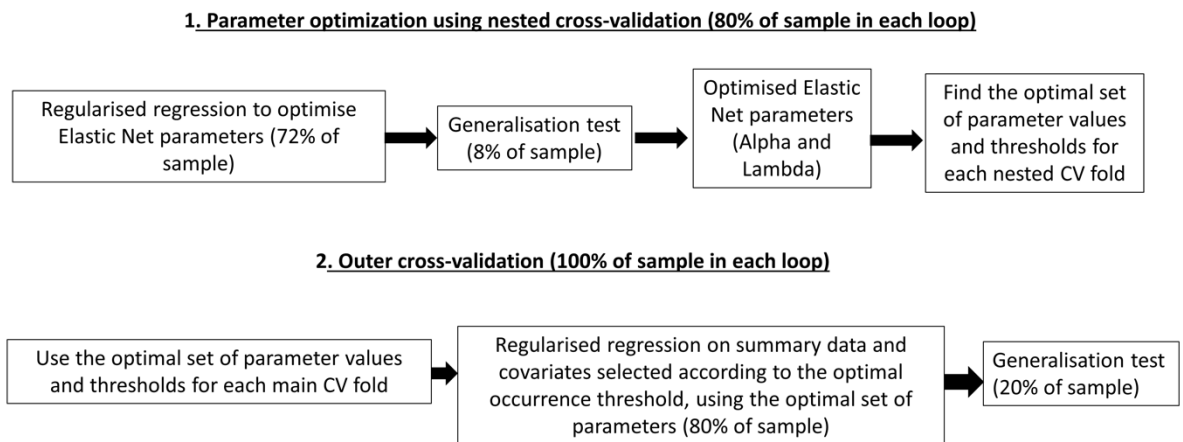 1. Parameter optimization using nested cross-validation (80% of sample in each loop)
Regularised regression to optimise
Elastic Net parameters (72% of
sample)
Generalisation test
(8% of sample)
Optimised Elastic
Net parameters
(Alpha and
Lambda)
Find the optimal set
of parameter values
and thresholds for
each nested CV fold
2. Outer cross-validation (100% of sample in each loop)
Use the optimal set of parameter values
and thresholds for each main CV fold
Regularised regression on summary data and
covariates selected according to the optimal
occurrence threshold, using the optimal set of
parameters (80% of sample)
Generalisation test
(20% of sample)